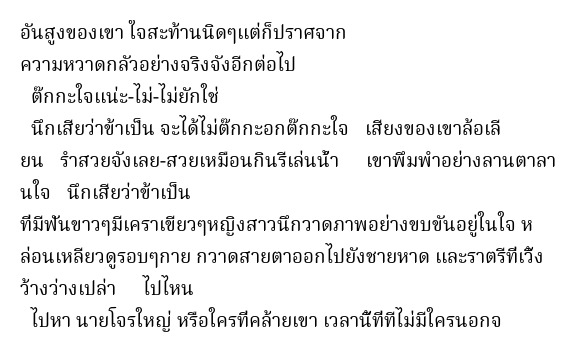 อันสูงของเขา ใจสะท้านนิดๆแต่ก็ปราศจาก
ความหวาดกลัวอย่างจริงจังอีกต่อไป
ต๊กกะใจแน่ะ-ไม่-ไม่ยักใช่
นึกเสียว่าข้าเป็น จะได้ไม่ต๊กกะอกต๊กกะใจ เสียงของเขาล้อเลี
ยน รำสวยจังเลย-สวยเหมือนกินรีเล่นน้ำ เขาพึมพำอย่างลานตาลา
นใจ นึกเสียว่าข้าเป็น
ที่มีฟันขาวๆมีเคราเขียวๆหญิงสาวนึกวาดภาพอย่างขบขันอยู่ในใจ ห
ล่อนเหลียวดูรอบๆกาย กวาดสายตาออกไปยังชายหาด และราตรีที่เวิ้ง
ว้างว่างเปล่า ไปไหน
ไปหา นายโจรใหญ่ หรือใครที่คล้ายเขา เวลานี้ที่ที่ไม่มีใครนอกจ